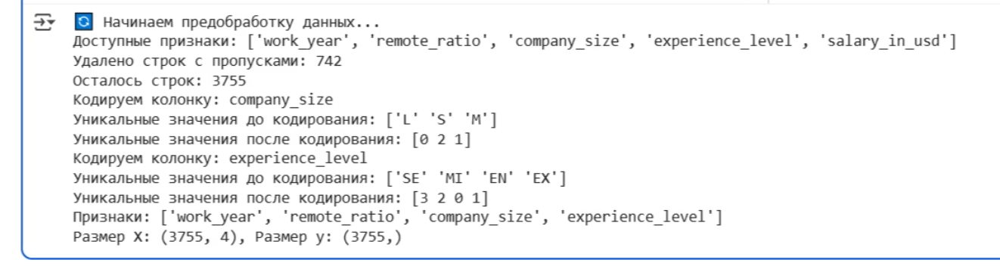 Начинаем предобработку данных...
Доступные признаки: ['work_year', 'remote_ratio', 'company_size', 'experience_level', 'salary_in_usd']
Удалено строк с пропусками: 742
Осталось строк: 3755
Кодируем колонку: company_size
Уникальные значения до кодирования: ['L' 'S' 'M']
Уникальные значения после кодирования: [0 2 1]
Кодируем колонку: experience_level
Уникальные значения до кодирования: ['SE' 'MI' 'EN' 'EX']
Уникальные значения после кодирования: [3 2 0 1]
Признаки: ['work_year', 'remote_ratio', 'company_size', 'experience_level']
Размер X: (3755, 4), Размер y: (3755,)